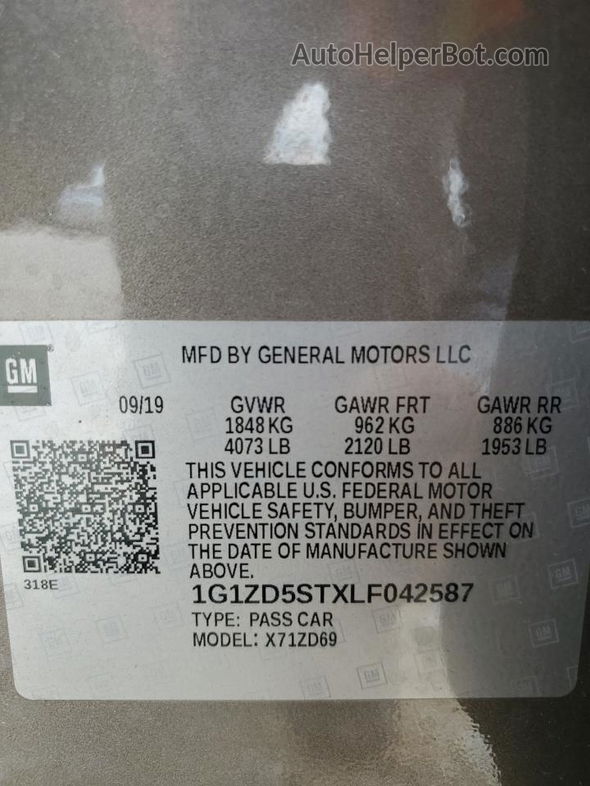 AutoHelperBot.com
GM
MFD BY GENERAL MOTORS LLC
09/19 GVWR GAWR FRT GAWR RR
1848 KG 962 KG 886 KG
4073 LB 2120 LB 1953 LB
THIS VEHICLE CONFORMS TO ALL
APPLICABLE U.S. FEDERAL MOTOR
VEHICLE SAFETY, BUMPER, AND THEFT
PREVENTION STANDARDS IN EFFECT ON
THE DATE OF MANUFACTURE SHOWN
ABOVE.
318E
1G1ZD5STXLF042587
TYPE: PASS CAR
MODEL: X71ZD69